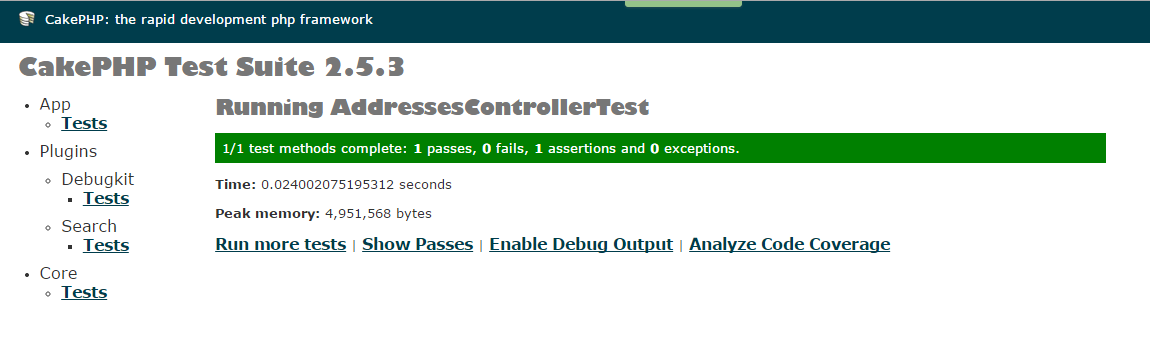 CakePHP: the rapid development php framework
CakePHP Test Suite 2.5.3
App
Tests
Plugins
Debugkit
Tests
Search
Tests
Core
Tests
Running AddressesControllerTest
1/1 test methods complete: 1 passes, 0 fails, 1 assertions and 0 exceptions.
Time: 0.024002075195312 seconds
Peak memory: 4,951,568 bytes
Run more tests | Show Passes | Enable Debug Output | Analyze Code Coverage